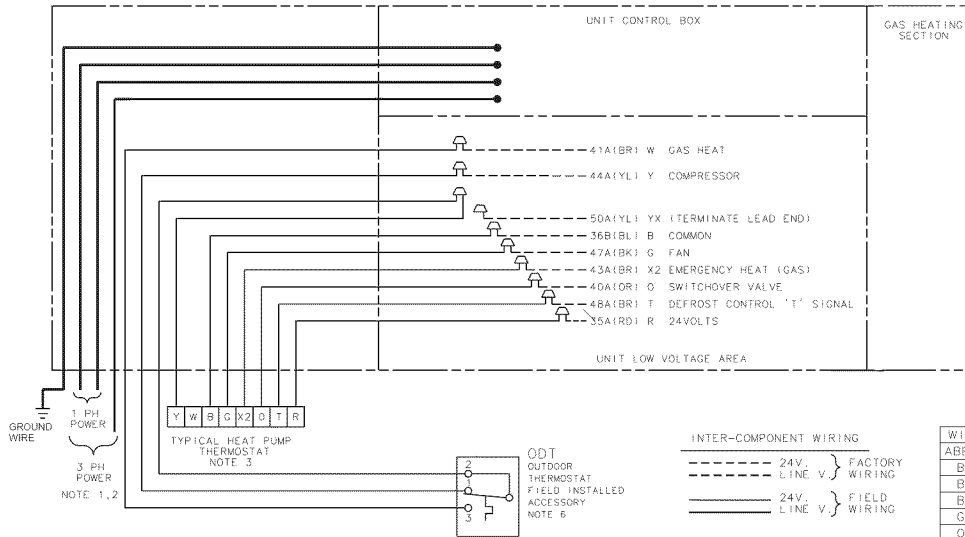 UNIT CONTROL BOX
GAS HEATING
SECTION
41A(BR) W GAS HEAT
44A(YL) Y COMPRESSOR
50A(YL) YX (TERMINATE LEAD END)
36B(BL) B COMMON
47A(BK) G FAN
43A(BR) X2 EMERGENCY HEAT (GAS)
40A(OR) O SWITCHOVER VALVE
48A(BR) T DEFROST CONTROL 'T' SIGNAL
35A(RD) R 24VOLTS
UNIT LOW VOLTAGE AREA
GROUND
WIRE
1 PH
POWER
3 PH
POWER
NOTE 1,2
Y W B G X2 O T R
TYPICAL HEAT PUMP
THERMOSTAT
NOTE 3
2
1
3
ODT
OUTDOOR
THERMOSTAT
FIELD INSTALLED
ACCESSORY
NOTE 6
INTER-COMPONENT WIRING
24V. } FACTORY
LINE V. } WIRING
24V. } FIELD
LINE V. } WIRING
WI
ABB
B
B
B
G
O